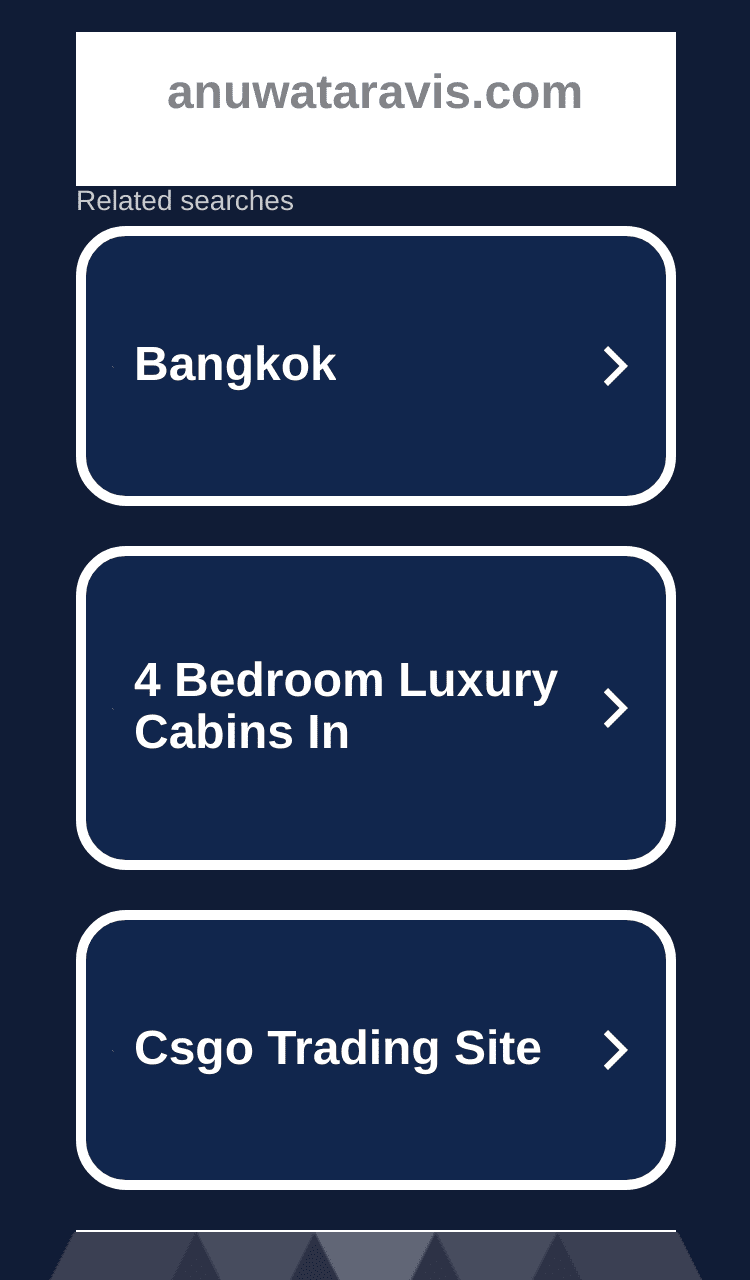 anuwataravis.com
Related searches
Bangkok
4 Bedroom Luxury
Cabins In
Csgo Trading Site